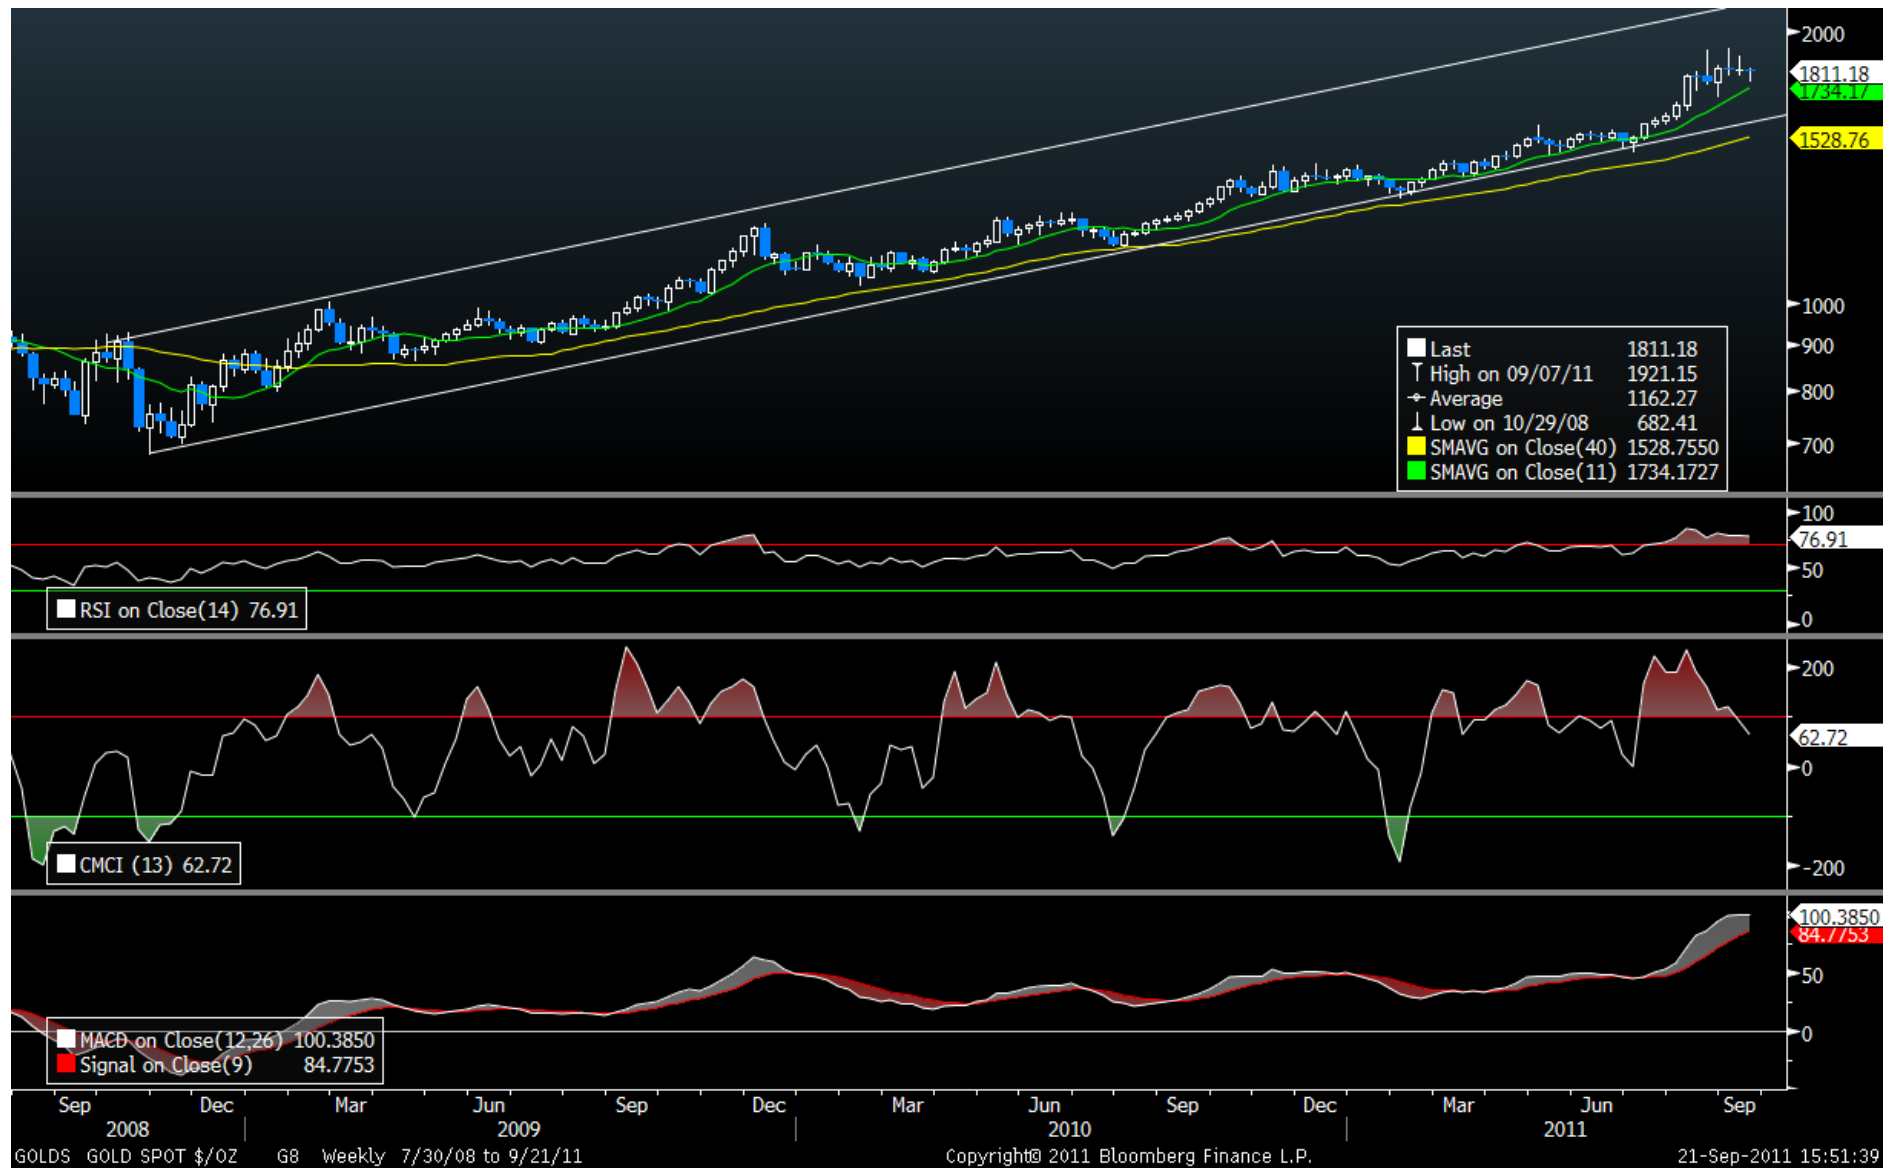 2000
1811.18
1734.17
1528.76
1000
900
800
700
Last 1811.18
High on 09/07/11 1921.15
Average 1162.27
Low on 10/29/08 682.41
SMAVG on Close(40) 1528.7550
SMAVG on Close(11) 1734.1727
100
76.91
50
0
RSI on Close(14) 76.91
200
62.72
0
-200
CMCI (13) 62.72
100.3850
84.7753
50
0
MACD on Close(12,26) 100.3850
Signal on Close(9) 84.7753
Sep Dec Mar Jun Sep Dec Mar Jun Sep Dec Mar Jun Sep
2008 2009 2010 2011
GOLDS GOLD SPOT $/OZ G8 Weekly 7/30/08 to 9/21/11 Copyright© 2011 Bloomberg Finance L.P. 21-Sep-2011 15:51:39